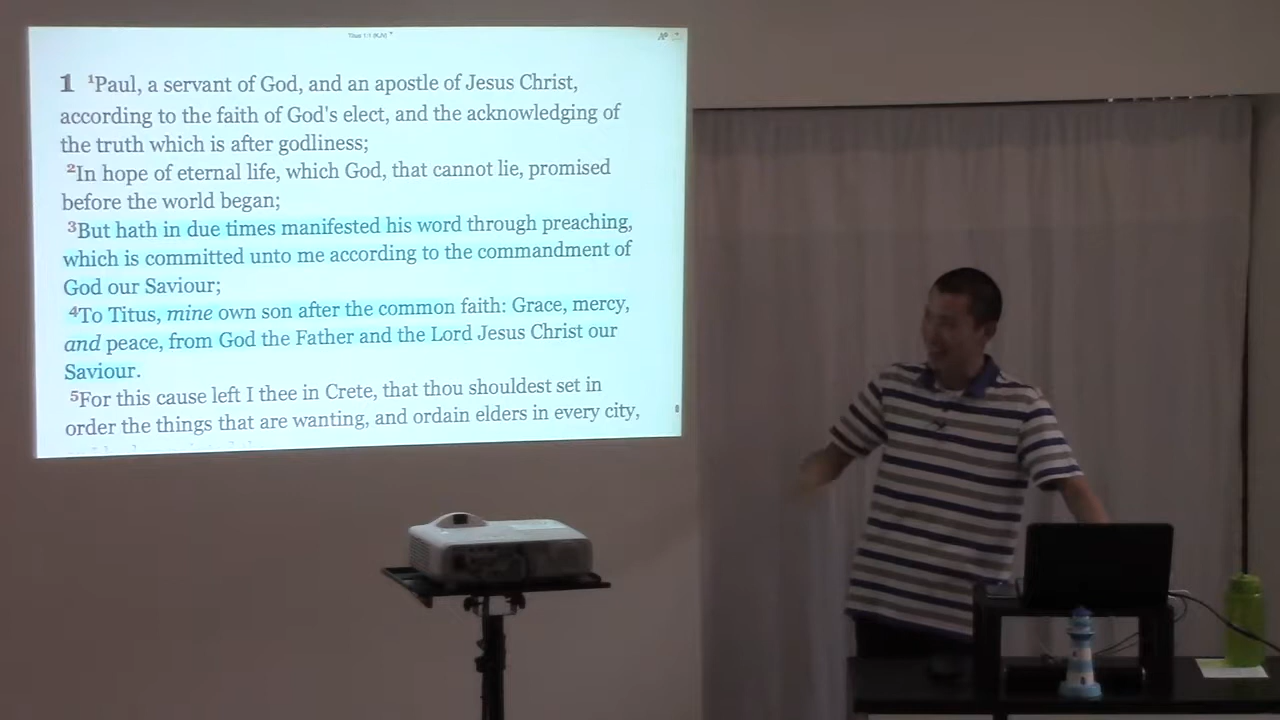 Titus 1:1 (KJV)
1 ¹Paul, a servant of God, and an apostle of Jesus Christ,
according to the faith of God's elect, and the acknowledging of
the truth which is after godliness;
²In hope of eternal life, which God, that cannot lie, promised
before the world began;
³But hath in due times manifested his word through preaching,
which is committed unto me according to the commandment of
God our Saviour;
⁴To Titus, mine own son after the common faith: Grace, mercy,
and peace, from God the Father and the Lord Jesus Christ our
Saviour.
⁵For this cause left I thee in Crete, that thou shouldest set in
order the things that are wanting, and ordain elders in every city,